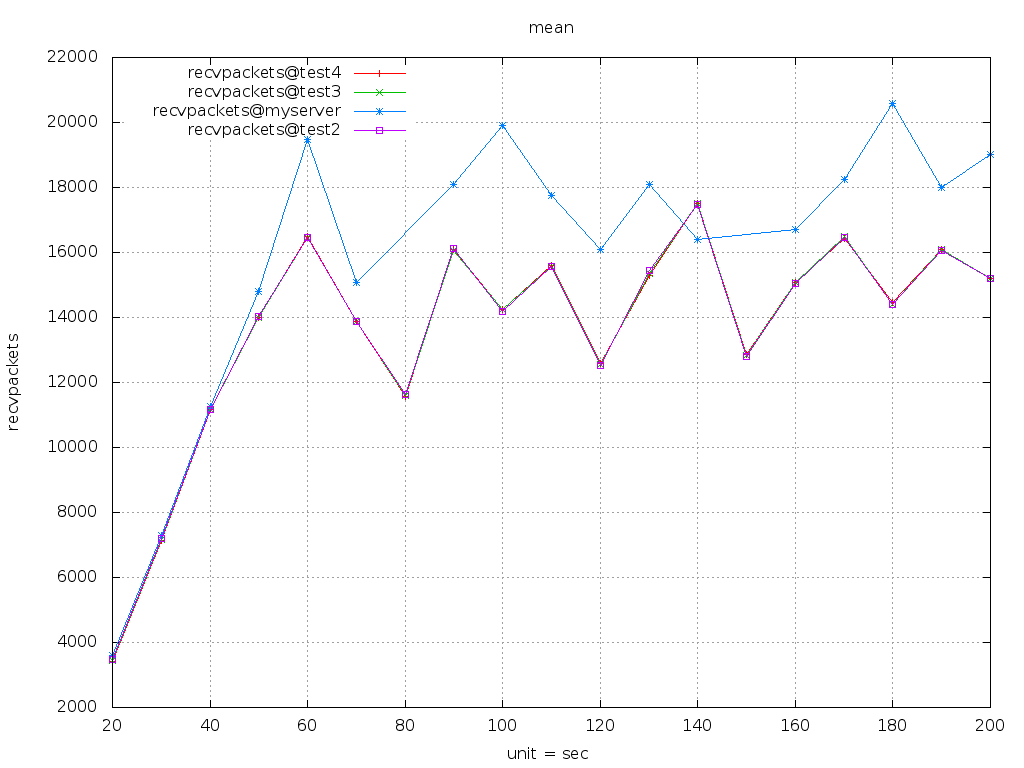 mean
22000
20000
18000
16000
14000
12000
10000
8000
6000
4000
2000
recvpackets@test4
recvpackets@test3
recvpackets@myserver
recvpackets@test2
recvpackets
20 40 60 80 100 120 140 160 180 200
unit = sec